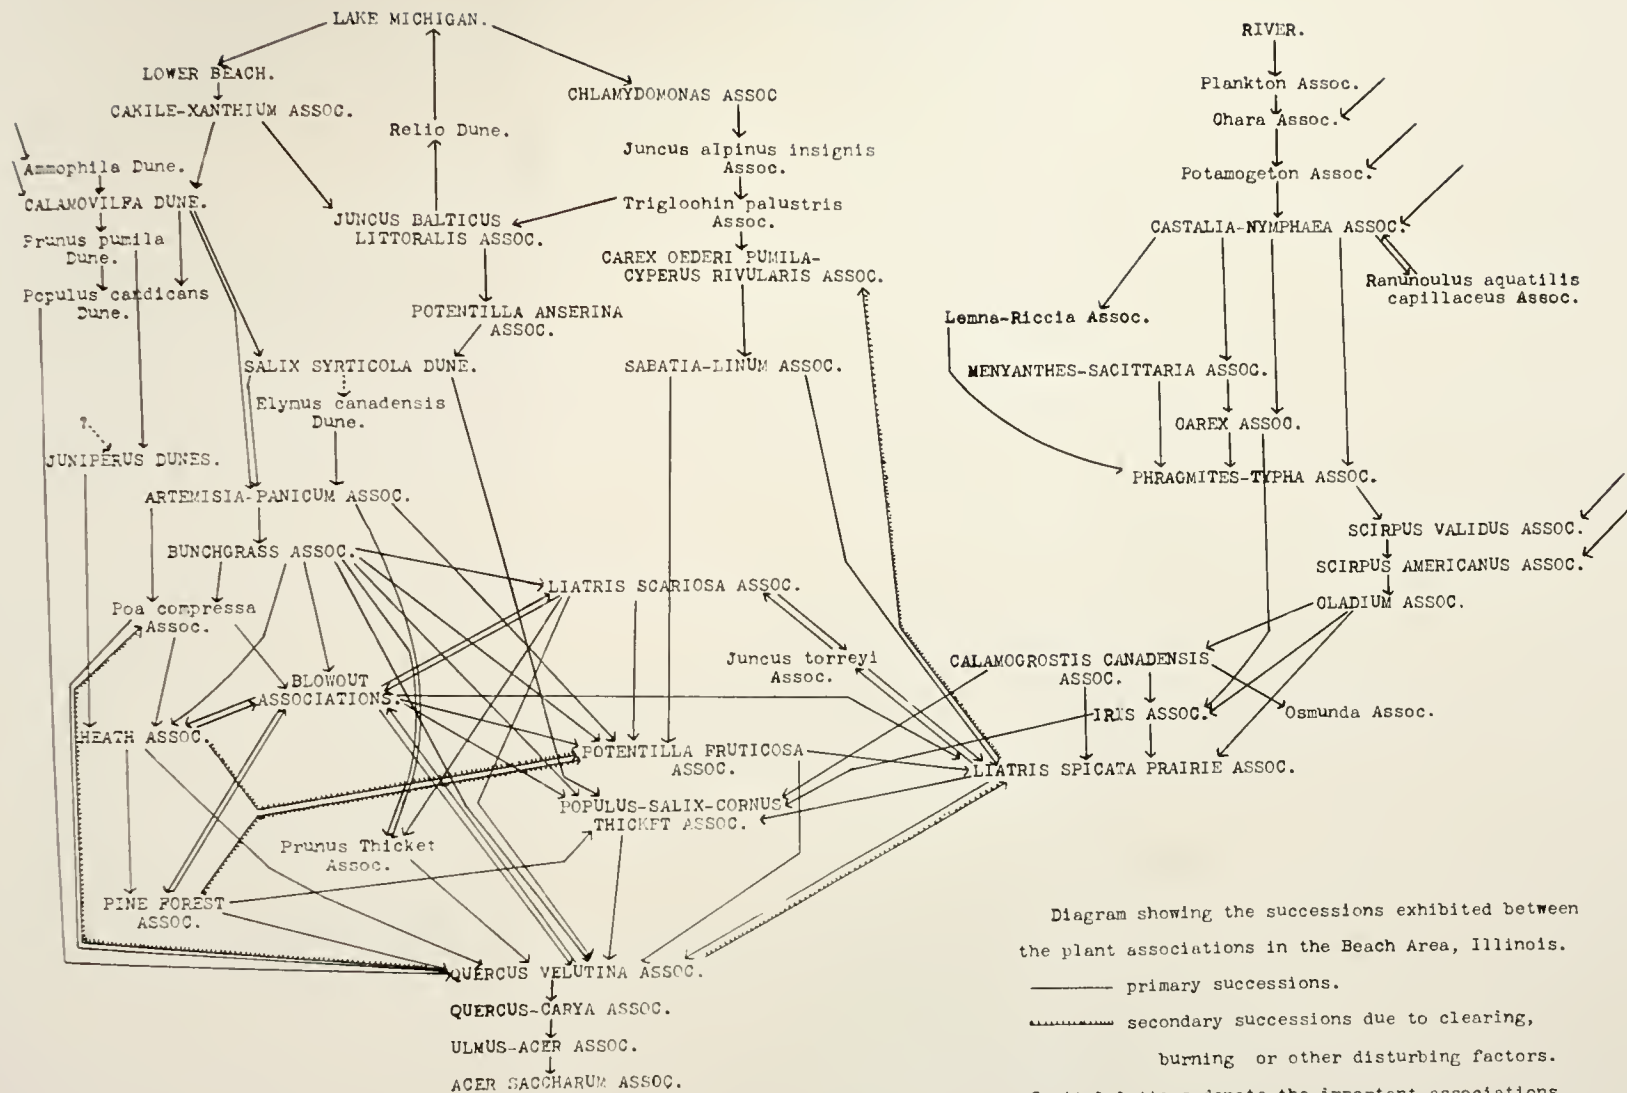 LAKE MICHIGAN.
LOWER BEACH.
CAKILE-XANTHIUM ASSOC.
Relic Dune.
Ammophila Dune.
CALAMOVILFA DUNE.
Prunus pumila
Dune.
Populus candicans
Dune.
JUNCUS BALTICUS
LITTORALIS ASSOC.
POTENTILLA ANSERINA
ASSOC.
SALIX SYRTICOLA DUNE.
Elymus canadensis
Dune.
?
JUNIPERUS DUNES.
ARTEMISIA-PANICUM ASSOC.
BUNCHGRASS ASSOC.
Poa compressa
Assoc.
BLOWOUT
ASSOCIATIONS.
HEATH ASSOC.
Prunus Thicket
Assoc.
PINE FOREST
ASSOC.
CHLAMYDOMONAS ASSOC
Juncus alpinus insignis
Assoc.
Triglochin palustris
Assoc.
CAREX OEDERI PUMILA-
CYPERUS RIVULARIS ASSOC.
SABATIA-LINUM ASSOC.
LIATRIS SCARIOSA ASSOC.
Juncus torreyi
Assoc.
POTENTILLA FRUTICOSA
ASSOC.
POPULUS-SALIX-CORNUS
THICKET ASSOC.
QUERCUS VELUTINA ASSOC.
QUERCUS-CARYA ASSOC.
ULMUS-ACER ASSOC.
ACER SACCHARUM ASSOC.
RIVER.
Plankton Assoc.
Chara Assoc.
Potamogeton Assoc.
CASTALIA-NYMPHAEA ASSOC.
Ranunculus aquatilis
capillaceus Assoc.
Lemna-Riccia Assoc.
MENYANTHES-SAGITTARIA ASSOC.
CAREX ASSOC.
PHRAGMITES-TYPHA ASSOC.
SCIRPUS VALIDUS ASSOC.
SCIRPUS AMERICANUS ASSOC.
CLADIUM ASSOC.
CALAMOGROSTIS CANADENSIS
ASSOC.
IRIS ASSOC.
Osmunda Assoc.
LIATRIS SPICATA PRAIRIE ASSOC.
Diagram showing the successions exhibited between
the plant associations in the Beach Area, Illinois.
primary successions.
secondary successions due to clearing,
burning or other disturbing factors.